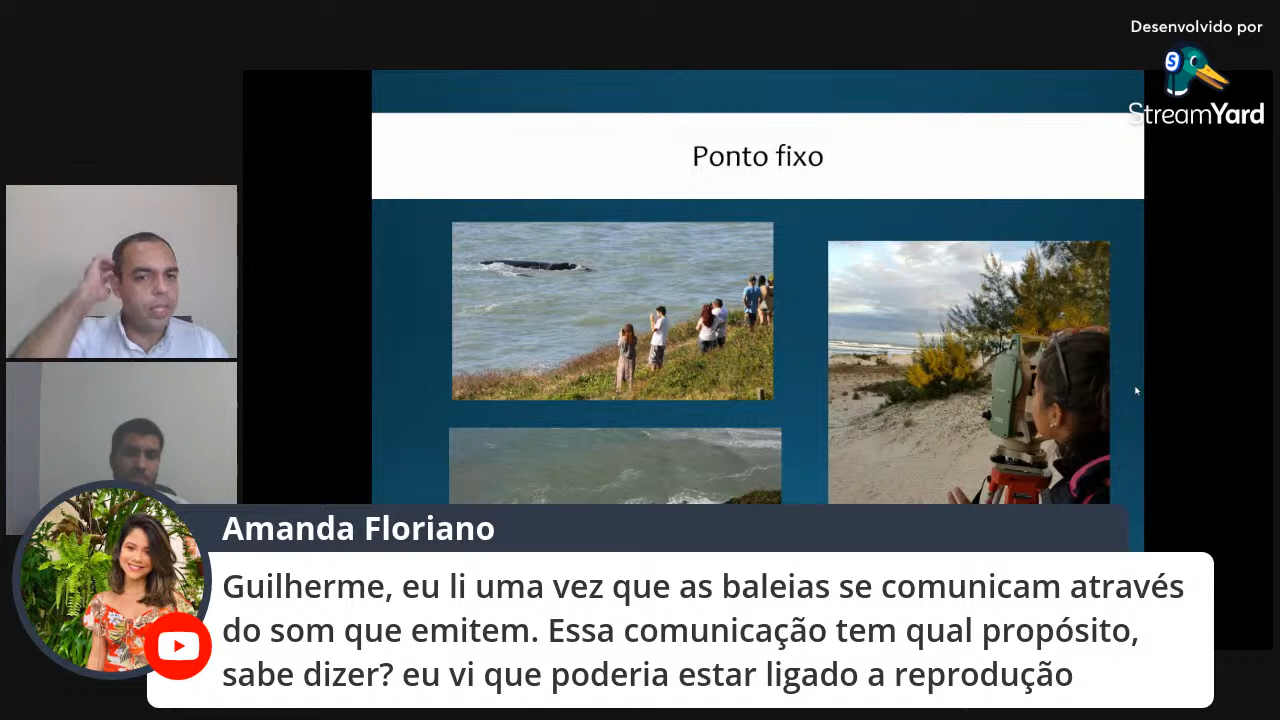 Desenvolvido por
StreamYard
Ponto fixo
Amanda Floriano
Guilherme, eu li uma vez que as baleias se comunicam através
do som que emitem. Essa comunicação tem qual propósito,
sabe dizer? eu vi que poderia estar ligado a reprodução